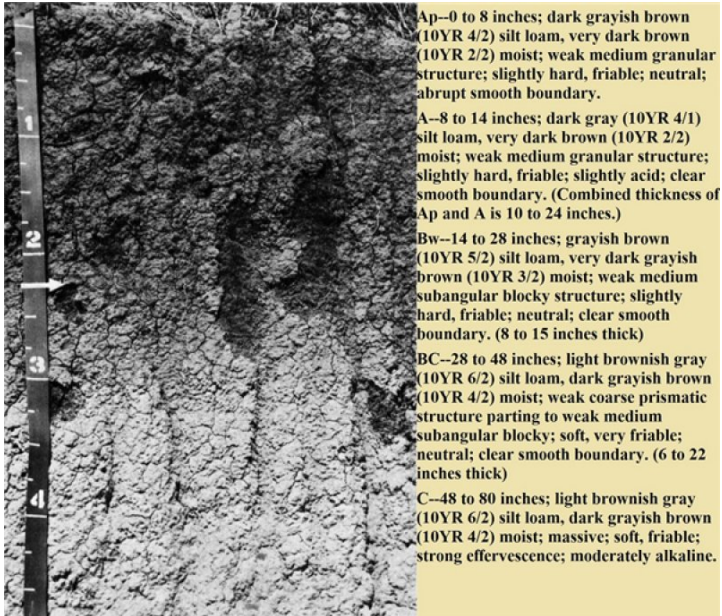 1
2
3
4
Ap--0 to 8 inches; dark grayish brown
(10YR 4/2) silt loam, very dark brown
(10YR 2/2) moist; weak medium granular
structure; slightly hard, friable; neutral;
abrupt smooth boundary.
A--8 to 14 inches; dark gray (10YR 4/1)
silt loam, very dark brown (10YR 2/2)
moist; weak medium granular structure;
slightly hard, friable; slightly acid; clear
smooth boundary. (Combined thickness of
Ap and A is 10 to 24 inches.)
Bw--14 to 28 inches; grayish brown
(10YR 5/2) silt loam, very dark grayish
brown (10YR 3/2) moist; weak medium
subangular blocky structure; slightly
hard, friable; neutral; clear smooth
boundary. (8 to 15 inches thick)
BC--28 to 48 inches; light brownish gray
(10YR 6/2) silt loam, dark grayish brown
(10YR 4/2) moist; weak coarse prismatic
structure parting to weak medium
subangular blocky; soft, very friable;
neutral; clear smooth boundary. (6 to 22
inches thick)
C--48 to 80 inches; light brownish gray
(10YR 6/2) silt loam, dark grayish brown
(10YR 4/2) moist; massive; soft, friable;
strong effervescence; moderately alkaline.